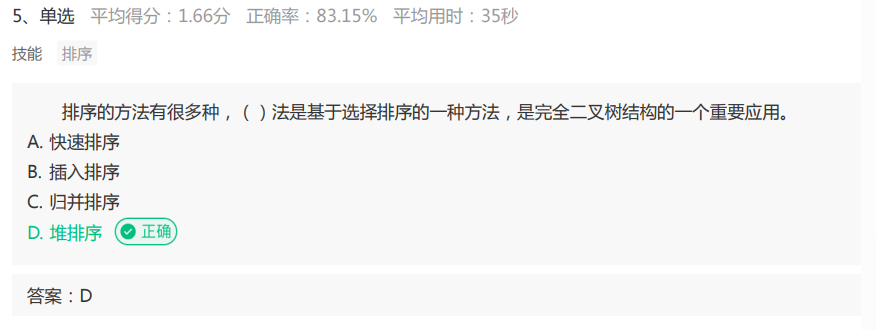 5、单选 平均得分：1.66分 正确率：83.15% 平均用时：35秒
技能 排序
排序的方法有很多种，（ ）法是基于选择排序的一种方法，是完全二叉树结构的一个重要应用。
A. 快速排序
B. 插入排序
C. 归并排序
D. 堆排序 正确
答案：D